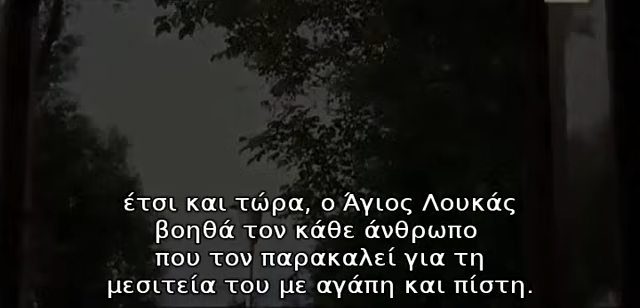 έτσι και τώρα, ο Άγιος Λουκάς
βοηθά τον κάθε άνθρωπο
που τον παρακαλεί για τη
μεσιτεία του με αγάπη και πίστη.